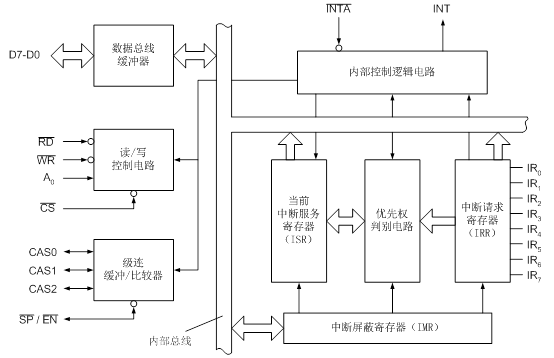 INTA INT
D7-D0
数据总线
缓冲器
内部控制逻辑电路
RD
WR
A0
CS
读/写
控制电路
当前
中断服务
寄存器
(ISR)
优先权
判别电路
中断请求
寄存器
(IRR)
IR0
IR1
IR2
IR3
IR4
IR5
IR6
IR7
CAS0
CAS1
CAS2
SP / EN
级连
缓冲/比较器
内部总线
中断屏蔽寄存器(IMR)